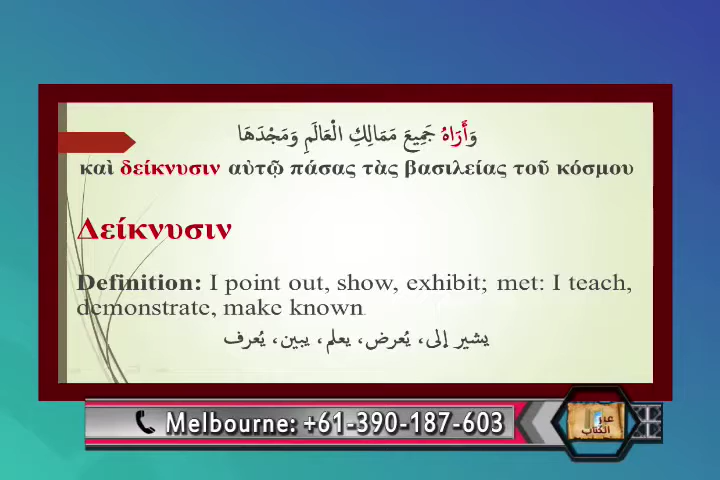 وَأَرَاهُ جَمِيعَ مَمَالِكِ الْعَالَمِ وَمَجْدَهَا
καὶ δείκνυσιν αὐτῷ πάσας τὰς βασιλείας τοῦ κόσμου
Δείκνυσιν
Definition: I point out, show, exhibit; met: I teach,
demonstrate, make known
يشير إلى، يُعرض، يعلم، يبين، يُعرف
Melbourne: +61-390-187-603
الكتاب